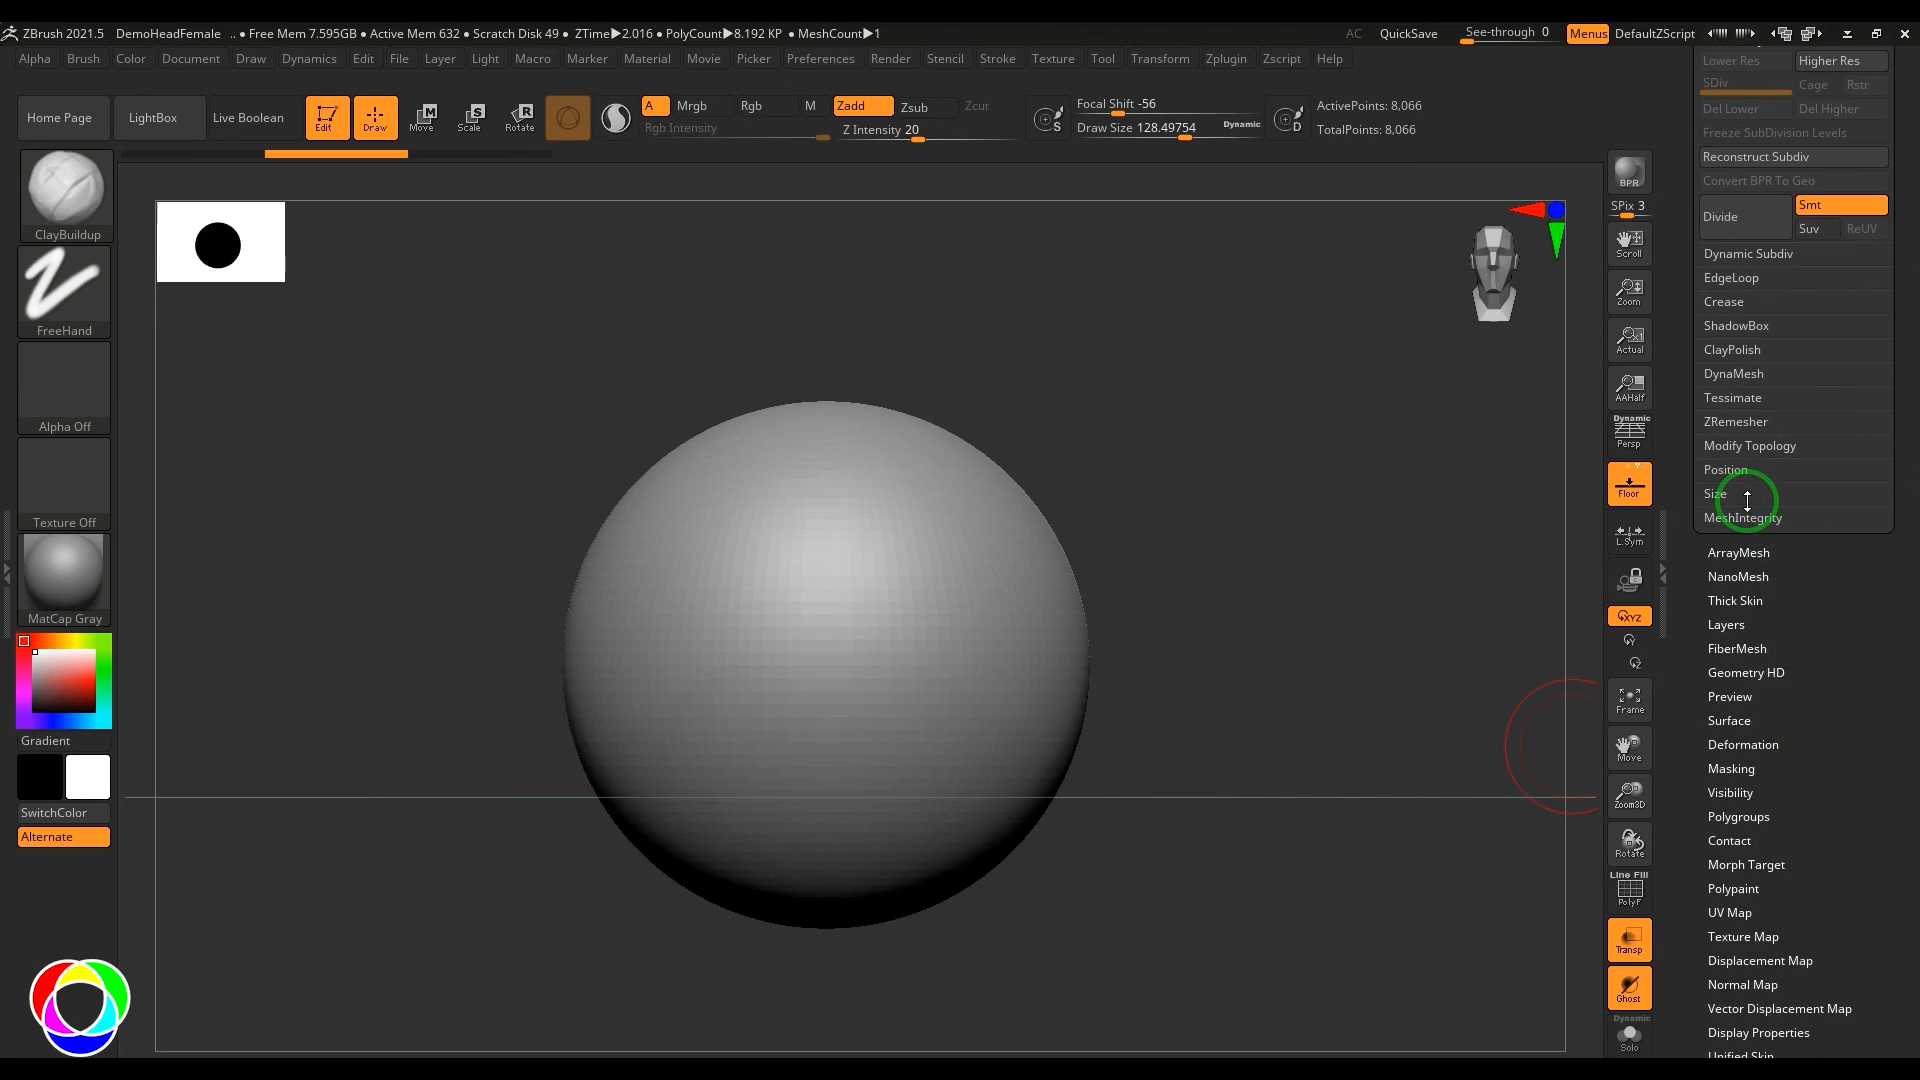 ZBrush 2021.5 DemoHeadFemale .. ● Free Mem 7.595GB ● Active Mem 632 ● Scratch Disk 49 ● ZTime▶2.016 ● PolyCount▶8.192 KP ● MeshCount▶1 AC QuickSave See-through 0 Menus DefaultZScript
Alpha Brush Color Document Draw Dynamics Edit File Layer Light Macro Marker Material Movie Picker Preferences Render Stencil Stroke Texture Tool Transform Zplugin Zscript Help
Home Page LightBox Live Boolean Edit Draw Move Scale Rotate
A Mrgb Rgb M Zadd Zsub Zcut
Rgb Intensity Z Intensity 20
S Focal Shift -56
Draw Size 128.49754 Dynamic
D ActivePoints: 8,066
TotalPoints: 8,066
ClayBuildup
FreeHand
Alpha Off
Texture Off
MatCap Gray
Gradient
SwitchColor
Alternate
BPR
SPix 3
Scroll
Zoom
Actual
AAHalf
Dynamic
Persp
Floor
L.Sym
XYZ
Y
Z
Frame
Move
Zoom3D
Rotate
Line Fill
PolyF
Transp
Ghost
Dynamic
Solo
Lower Res Higher Res
SDiv Cage Rstr
Del Lower Del Higher
Freeze SubDivision Levels
Reconstruct Subdiv
Convert BPR To Geo
Divide Smt
Suv ReUV
Dynamic Subdiv
EdgeLoop
Crease
ShadowBox
ClayPolish
DynaMesh
Tessimate
ZRemesher
Modify Topology
Position
Size
MeshIntegrity
ArrayMesh
NanoMesh
Thick Skin
Layers
FiberMesh
Geometry HD
Preview
Surface
Deformation
Masking
Visibility
Polygroups
Contact
Morph Target
Polypaint
UV Map
Texture Map
Displacement Map
Normal Map
Vector Displacement Map
Display Properties
Unified Skin